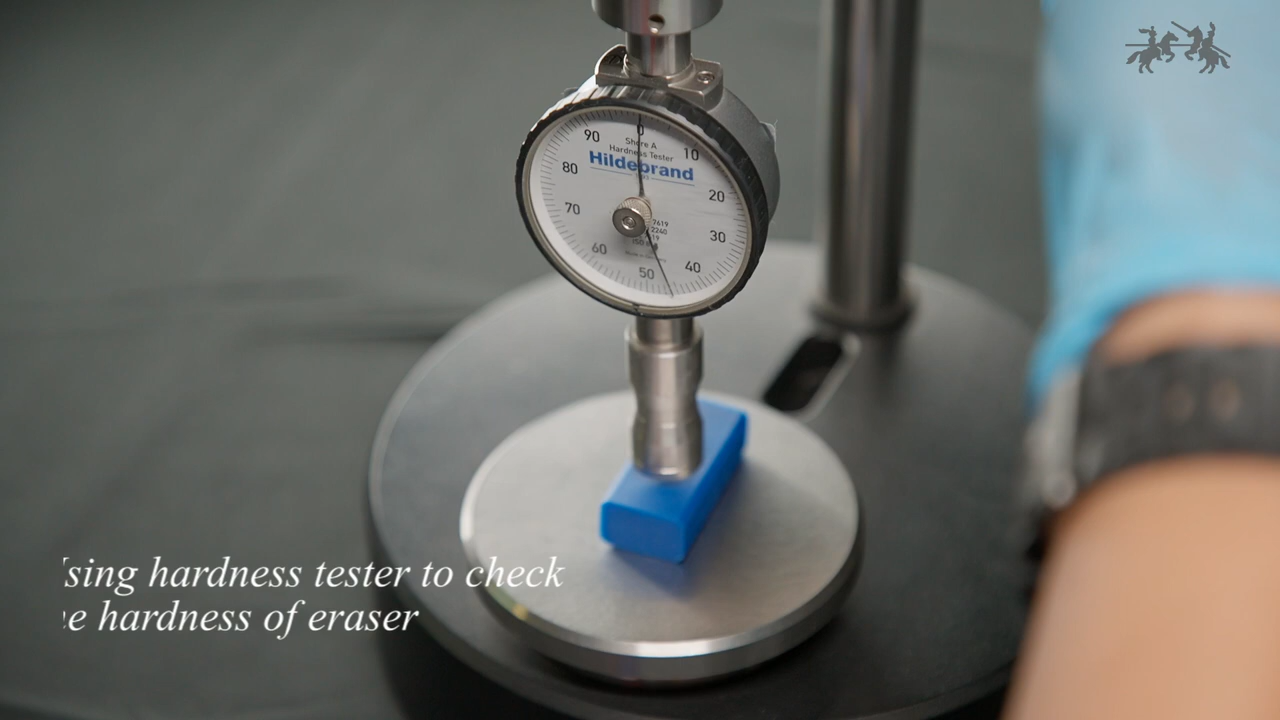 0
90
10
Shore A
Hardness Tester
Hildebrand
80
20
70
7619
2240
30
60
40
50
sing hardness tester to check
e hardness of eraser